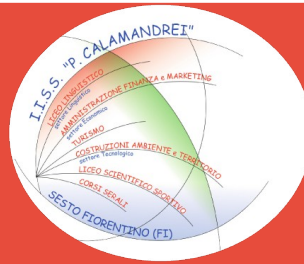 I.I.S.S. "P. CALAMANDREI"
LICEO LINGUISTICO
settore Linguistico
AMMINISTRAZIONE FINANZA e MARKETING
settore Economico
TURISMO
COSTRUZIONI AMBIENTE e TERRITORIO
settore Tecnologico
LICEO SCIENTIFICO SPORTIVO
CORSI SERALI
SESTO FIORENTINO (FI)